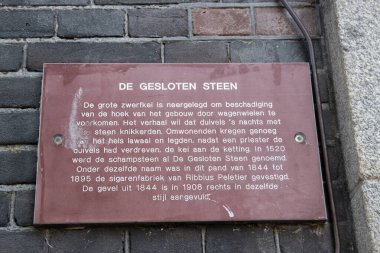 DE GESLOTEN STEEN
De grote zwerfkei is neergelegd om beschadiging
van de hoek van het gebouw door wagenwielen te
voorkomen. Het verhaal wil dat duivels 's nachts met
steen knikkerden. Omwonenden kregen genoeg
het hels lawaai en legden, nadat een priester de
duivels had verdreven, de kei aan de ketting. In 1520
werd de schampsteen al De Gesloten Steen genoemd.
Onder dezelfde naam was in dit pand van 1844 tot
1895 de sigarenfabriek van Ribbius Peletier gevestigd.
De gevel uit 1844 is in 1908 rechts in dezelfde
stijl aangevuld.